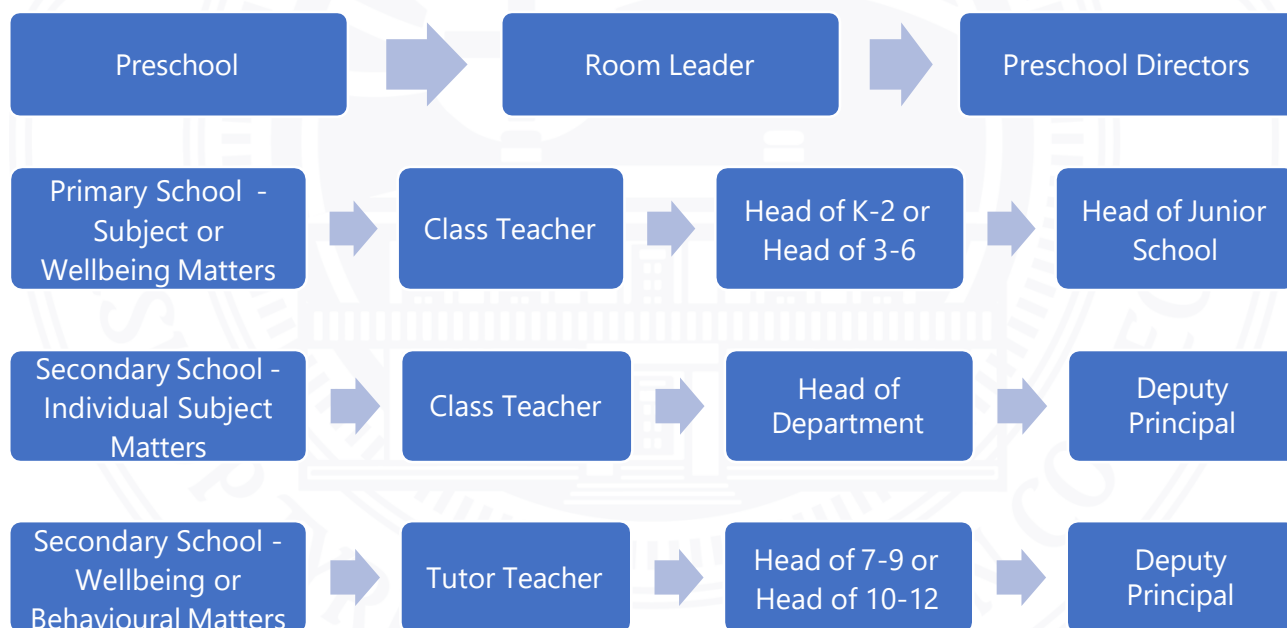 Preschool
Room Leader
Preschool Directors
Primary School -
Subject or
Wellbeing Matters
Class Teacher
Head of K-2 or
Head of 3-6
Head of Junior
School
Secondary School -
Individual Subject
Matters
Class Teacher
Head of
Department
Deputy
Principal
Secondary School -
Wellbeing or
Behavioural Matters
Tutor Teacher
Head of 7-9 or
Head of 10-12
Deputy
Principal